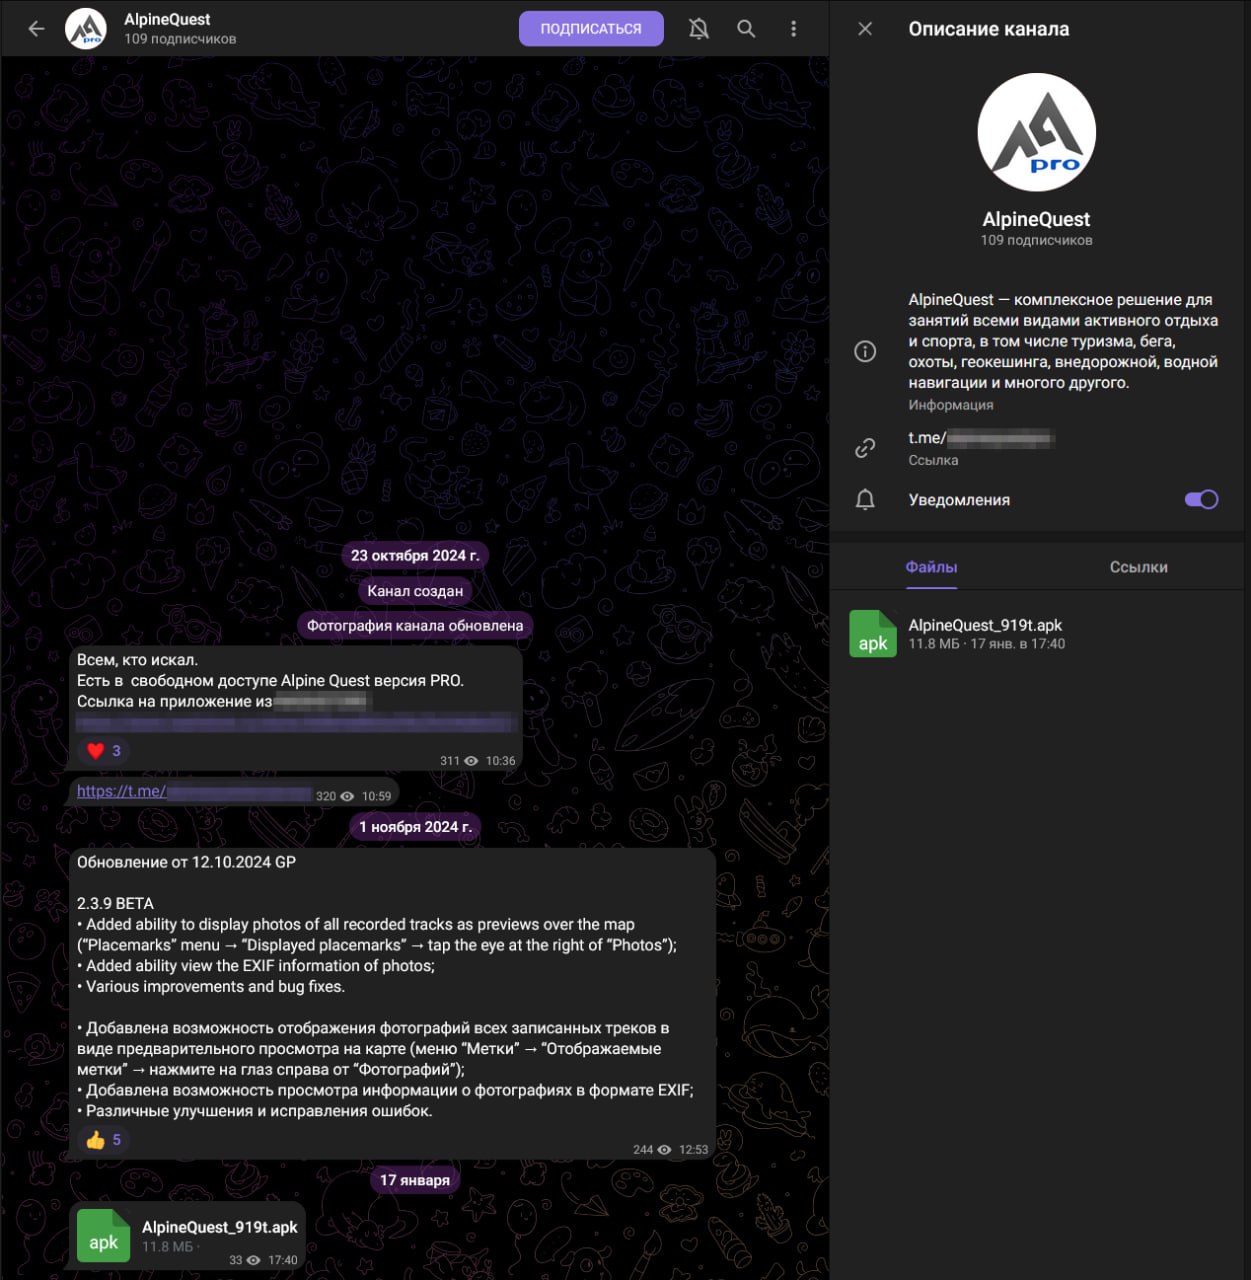 AlpineQuest
109 подписчиков
ПОДПИСАТЬСЯ
23 октября 2024 г.
Канал создан
Фотография канала обновлена
Всем, кто искал.
Есть в свободном доступе Alpine Quest версия PRO.
Ссылка на приложение из
3
311 10:36
https://t.me/
320 10:59
1 ноября 2024 г.
Обновление от 12.10.2024 GP
2.3.9 BETA
• Added ability to display photos of all recorded tracks as previews over the map
(“Placemarks” menu → “Displayed placemarks” → tap the eye at the right of “Photos”);
• Added ability view the EXIF information of photos;
• Various improvements and bug fixes.
• Добавлена возможность отображения фотографий всех записанных треков в
виде предварительного просмотра на карте (меню “Метки” → “Отображаемые
метки” → нажмите на глаз справа от “Фотографий”);
• Добавлена возможность просмотра информации о фотографиях в формате EXIF;
• Различные улучшения и исправления ошибок.
5
244 12:53
17 января
apk
AlpineQuest_919t.apk
11.8 МБ ·
33 17:40
Описание канала
pro
AlpineQuest
109 подписчиков
AlpineQuest — комплексное решение для
занятий всеми видами активного отдыха
и спорта, в том числе туризма, бега,
охоты, геокешинга, внедорожной, водной
навигации и многого другого.
Информация
t.me/
Ссылка
Уведомления
Файлы
Ссылки
apk
AlpineQuest_919t.apk
11.8 МБ · 17 янв. в 17:40